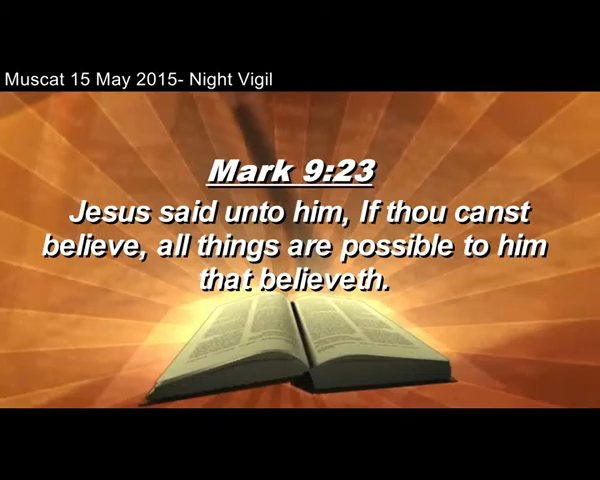 Muscat 15 May 2015- Night Vigil
Mark 9:23
Jesus said unto him, If thou canst
believe, all things are possible to him
that believeth.